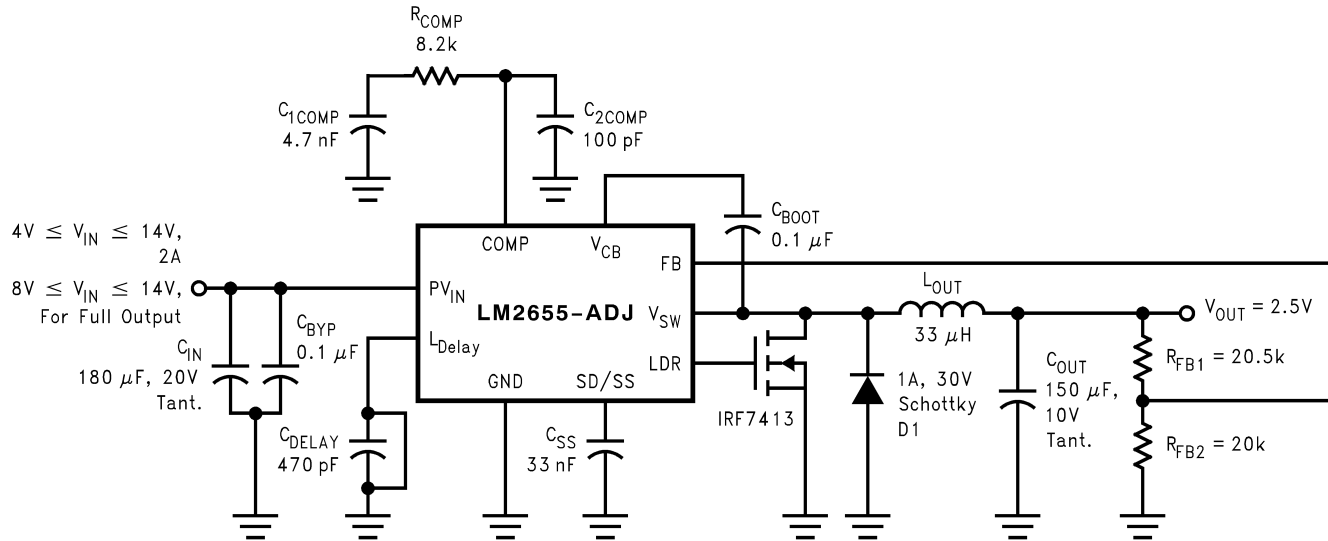 R_COMP
8.2k
C_1COMP
4.7 nF
C_2COMP
100 pF
4V ≤ V_IN ≤ 14V,
2A
8V ≤ V_IN ≤ 14V,
For Full Output
C_IN
180 μF, 20V
Tant.
C_BYP
0.1 μF
C_DELAY
470 pF
COMP
V_CB
FB
PV_IN
LM2655-ADJ
V_SW
L_Delay
LDR
GND
SD/SS
C_SS
33 nF
C_BOOT
0.1 μF
IRF7413
1A, 30V
Schottky
D1
L_OUT
33 μH
C_OUT
150 μF,
10V
Tant.
V_OUT = 2.5V
R_FB1 = 20.5k
R_FB2 = 20k